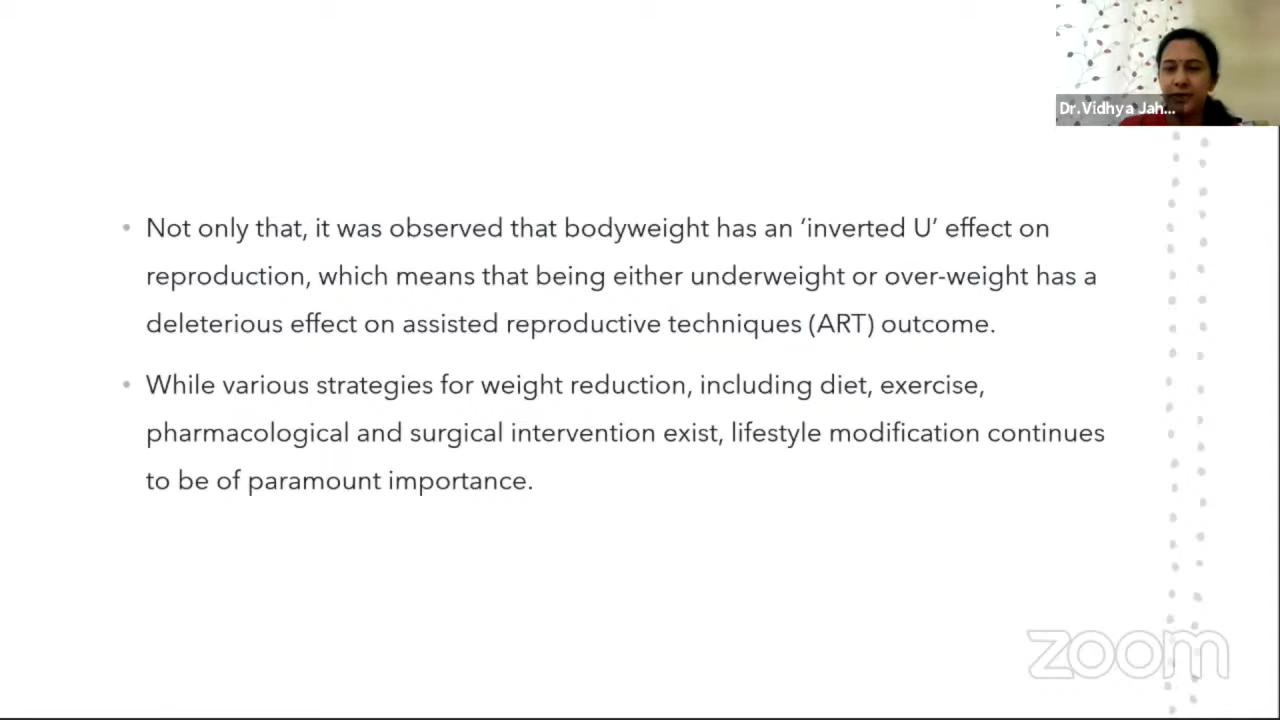 Dr.Vidhya Jah...
• Not only that, it was observed that bodyweight has an ‘inverted U’ effect on
reproduction, which means that being either underweight or over-weight has a
deleterious effect on assisted reproductive techniques (ART) outcome.
• While various strategies for weight reduction, including diet, exercise,
pharmacological and surgical intervention exist, lifestyle modification continues
to be of paramount importance.
zoom